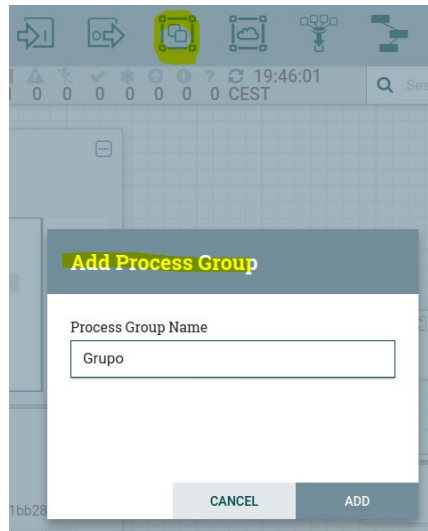 0 0 0 0 0 0 0 19:46:01
CEST
Sea
Add Process Group
Process Group Name
Grupo
CANCEL ADD
1bb28